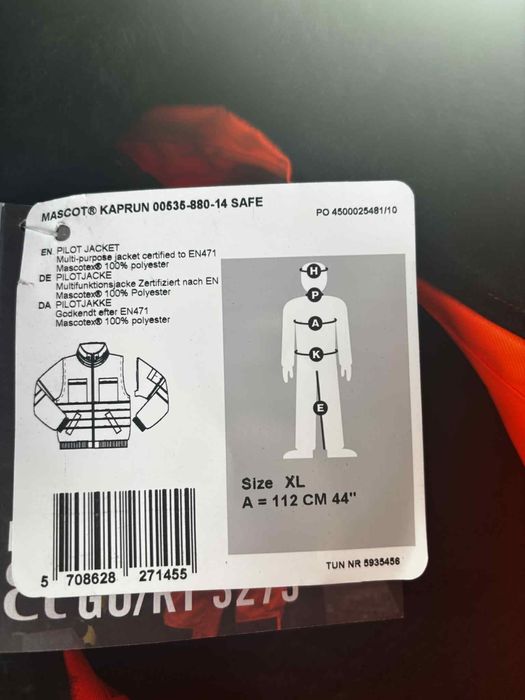 MASCOT® KAPRUN 00535-880-14 SAFE
PO 4500025481/10
EN PILOT JACKET
Multi-purpose jacket certified to EN471
Mascotex® 100% polyester
DE PILOTJACKE
Multifunktionsjacke Zertifiziert nach EN
Mascotex® 100% Polyester
DA PILOTJAKKE
Godkendt efter EN471
Mascotex® 100% polyester
H
P
A
K
E
Size XL
A = 112 CM 44"
5 708628 271455
TUN NR 5935456